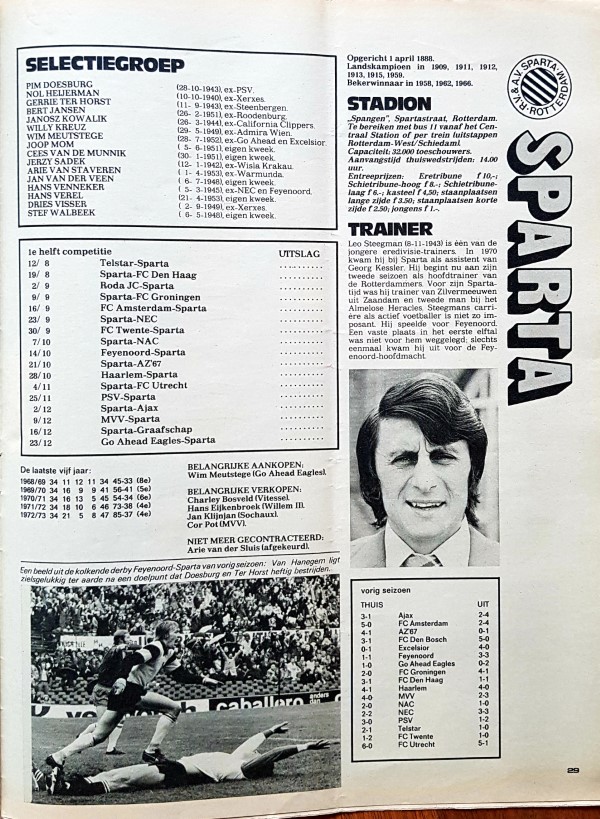 SELECTIEGROEP
PIM DOESBURG (28-10-1943), ex-PSV.
NOL HEIJERMAN (10-10-1940), ex-Xerxes.
GERRIE TER HORST (11- 9-1943), ex-Steenbergen.
BERT JANSEN (26- 2-1951), ex-Roodenburg.
JANOSZ KOWALIK (26- 3-1944), ex-California Clippers.
WILLY KREUZ (29- 5-1949), ex-Admira Wien.
WIM MEUTSTEGE (28- 7-1952), ex-Go Ahead en Excelsior.
JOOP MOM ( 5- 6-1951), eigen kweek.
CEES VAN DE MUNNIK (30- 1-1951), eigen kweek.
JERZY SADEK (12- 1-1942), ex-Wisla Krakau.
ARIE VAN STAVEREN ( 1- 4-1953), ex-Warmunda.
JAN VAN DER VEEN ( 6- 7-1948), eigen kweek.
HANS VENNEKER ( 5- 3-1945), ex-NEC en Feyenoord.
HANS VEREL (21- 4-1953), eigen kweek.
DRIES VISSER ( 2- 9-1949), ex-Xerxes.
STEF WALBEEK ( 6- 5-1948), eigen kweek.
1e helft competitie UITSLAG
12/ 8 Telstar-Sparta ..........
19/ 8 Sparta-FC Den Haag ..........
2/ 9 Roda JC-Sparta ..........
9/ 9 Sparta-FC Groningen ..........
16/ 9 FC Amsterdam-Sparta ..........
23/ 9 Sparta-NEC ..........
30/ 9 FC Twente-Sparta ..........
7/10 Sparta-NAC ..........
14/10 Feyenoord-Sparta ..........
21/10 Sparta-AZ'67 ..........
28/10 Haarlem-Sparta ..........
4/11 Sparta-FC Utrecht ..........
25/11 PSV-Sparta ..........
2/12 Sparta-Ajax ..........
9/12 MVV-Sparta ..........
16/12 Sparta-Graafschap ..........
23/12 Go Ahead Eagles-Sparta ..........
De laatste vijf jaar:
1968/69 34 11 12 11 34 45-33 (8e)
1969/70 34 16 9 9 41 56-41 (5e)
1970/71 34 16 13 5 45 54-34 (6e)
1971/72 34 18 10 6 46 73-38 (4e)
1972/73 34 21 5 8 47 85-37 (4e)
BELANGRIJKE AANKOPEN:
Wim Meutstege (Go Ahead Eagles).
BELANGRIJKE VERKOPEN:
Charley Bosveld (Vitesse).
Hans Eijkenbroek (Willem II).
Jan Klijnjan (Sochaux).
Cor Pot (MVV).
NIET MEER GECONTRACTEERD:
Arie van der Sluis (afgekeurd).
Een beeld uit de kolkende derby Feyenoord-Sparta van vorig seizoen: Van Hanegem ligt
zielsgelukkig ter aarde na een doelpunt dat Doesburg en Ter Horst heftig bestrijden..
caballero
anders
dan
Opgericht 1 april 1888.
Landskampioen in 1909, 1911, 1912,
1913, 1915, 1959.
Bekerwinnaar in 1958, 1962, 1966.
STADION
„Spangen", Spartastraat, Rotterdam.
Te bereiken met bus 11 vanaf het Cen-
traal Station of per trein (uitstappen
Rotterdam-West/Schiedam).
Capaciteit: 32.000 toeschouwers.
Aanvangstijd thuiswedstrijden: 14.00
uur.
Entreeprijzen: Eretribune f 10,-;
Schietribune-hoog f 8,-; Schietribune-
laag f 6,-; kasteel f 4,50; staanplaatsen
lange zijde f 3.50; staanplaatsen korte
zijde f 2.50; jongens f 1.-.
TRAINER
Leo Steegman (8-11-1943) is één van de
jongere eredivisie-trainers. In 1970
kwam hij bij Sparta als assistent van
Georg Kessler. Hij begint nu aan zijn
tweede seizoen als hoofdtrainer van
de Rotterdammers. Voor zijn Sparta-
tijd was hij trainer van Zilvermeeuwen
uit Zaandam en tweede man bij het
Almelose Heracles Steegmans carri-
ère als actief voetballer is niet zo im-
posant. Hij speelde voor Feyenoord.
Een vaste plaats in het eerste elftal
was niet voor hem weggelegd; slechts
eenmaal kwam hij uit voor de Fey-
enoord-hoofdmacht.
R.V. & A.V. SPARTA · ROTTERDAM ·
SPARTA
vorig seizoen
THUIS UIT
3-1 Ajax 2-4
5-0 FC Amsterdam 2-4
4-1 AZ'67 0-1
3-1 FC Den Bosch 5-0
0-1 Excelsior 4-0
1-1 Feyenoord 3-3
1-0 Go Ahead Eagles 0-2
2-0 FC Groningen 4-1
3-1 FC Den Haag 1-1
4-1 Haarlem 4-0
4-0 MVV 2-3
2-0 NAC 1-0
2-2 NEC 3-3
3-0 PSV 1-2
2-1 Telstar 1-0
1-2 FC Twente 1-0
6-0 FC Utrecht 5-1
29